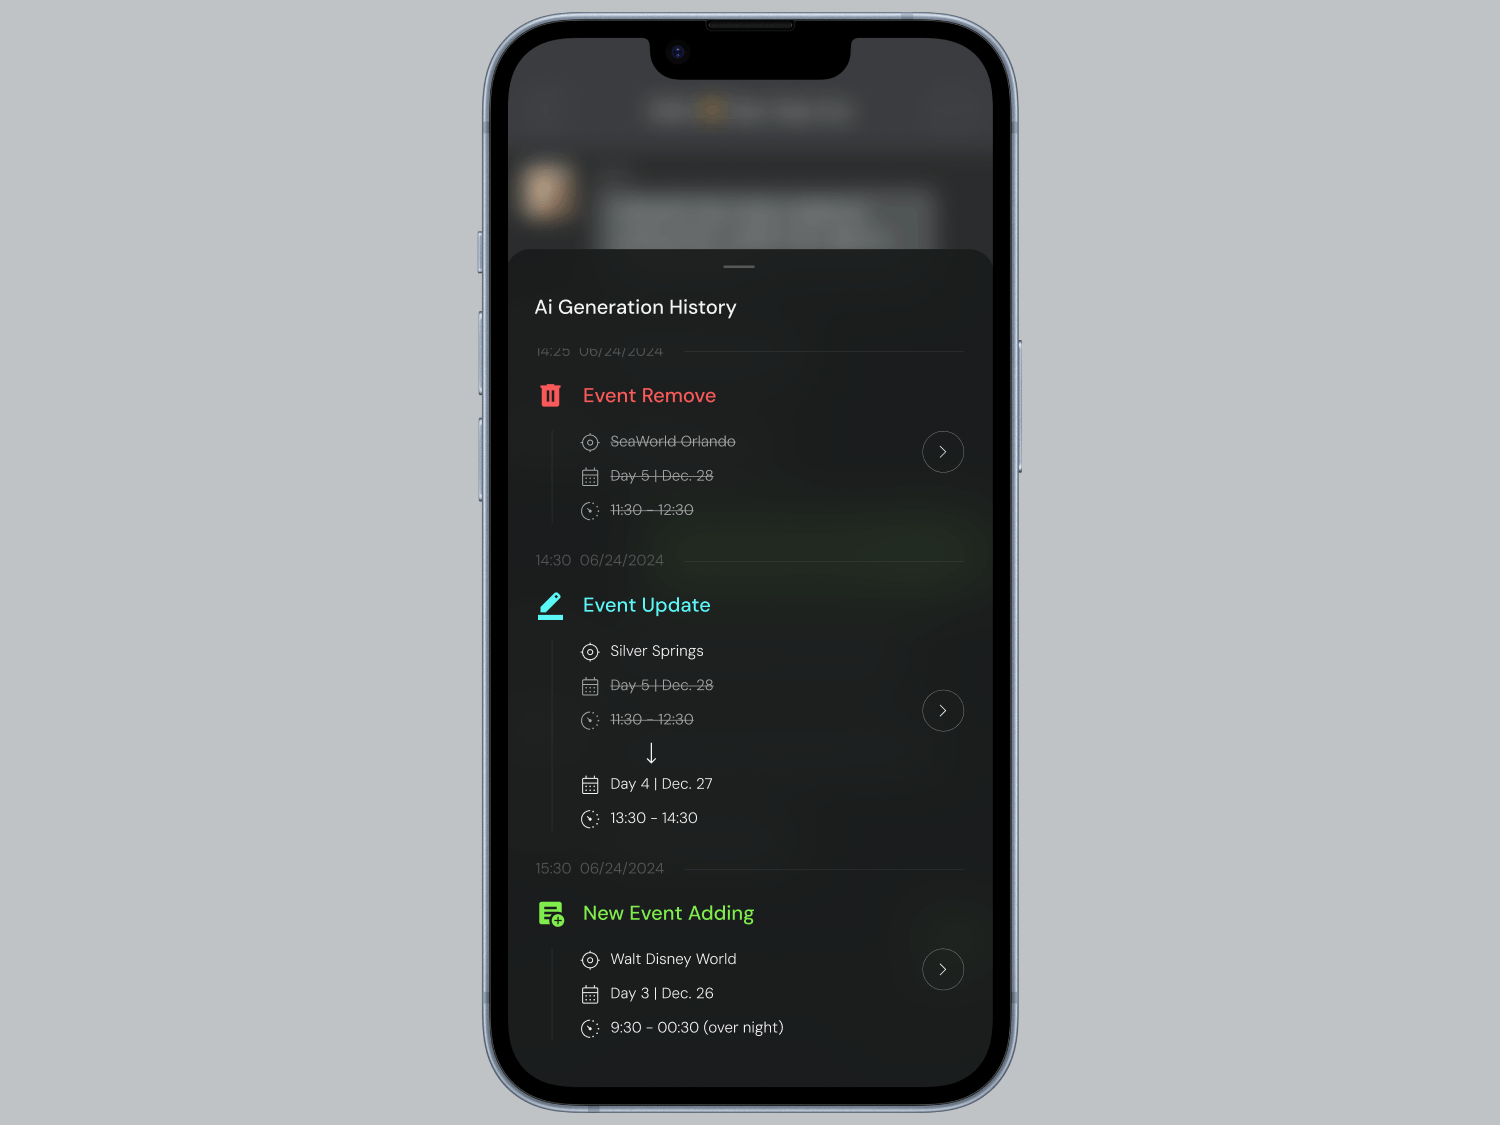 Ai Generation History
14:25 06/24/2024
Event Remove
SeaWorld Orlando
Day 5 | Dec. 28
11:30 - 12:30
14:30 06/24/2024
Event Update
Silver Springs
Day 5 | Dec. 28
11:30 - 12:30
Day 4 | Dec. 27
13:30 - 14:30
15:30 06/24/2024
New Event Adding
Walt Disney World
Day 3 | Dec. 26
9:30 - 00:30 (over night)